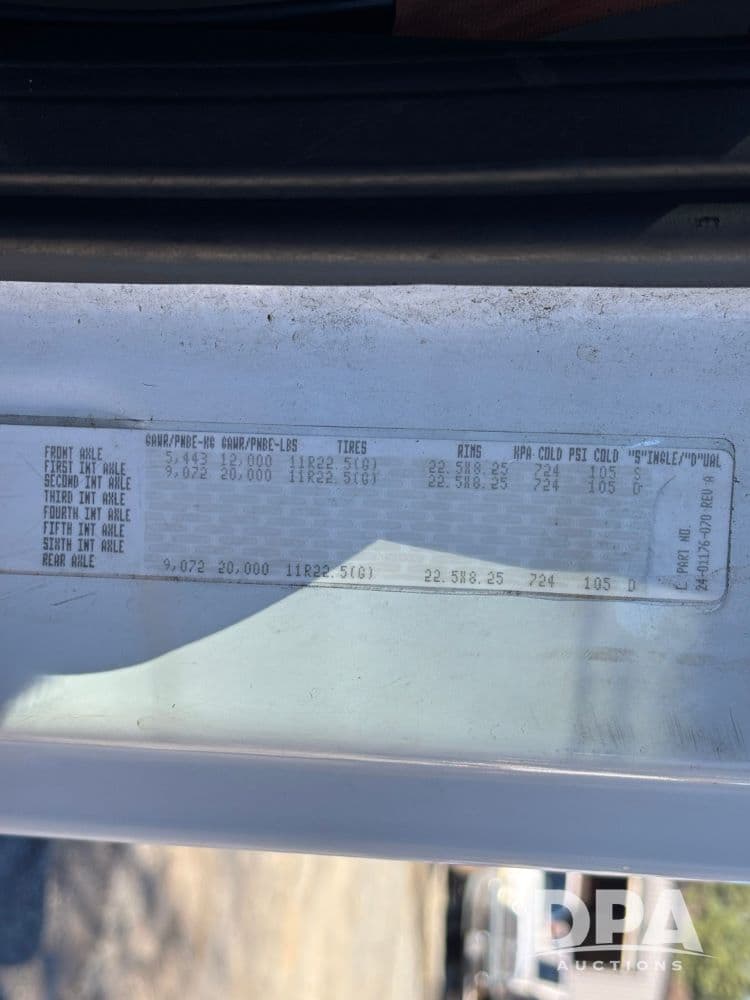 GAWR/PNBE-KG GAWR/PNBE-LBS TIRES RIMS KPA COLD PSI COLD "S"INGLE/"D"UAL
FRONT AXLE 5,443 12,000 11R22.5(G) 22.5X8.25 724 105 S
FIRST INT AXLE 9,072 20,000 11R22.5(G) 22.5X8.25 724 105 D
SECOND INT AXLE
THIRD INT AXLE
FOURTH INT AXLE
FIFTH INT AXLE
SIXTH INT AXLE
REAR AXLE 9,072 20,000 11R22.5(G) 22.5X8.25 724 105 D
PART NO.
24-01176-070 REV A
DPA
AUCTIONS